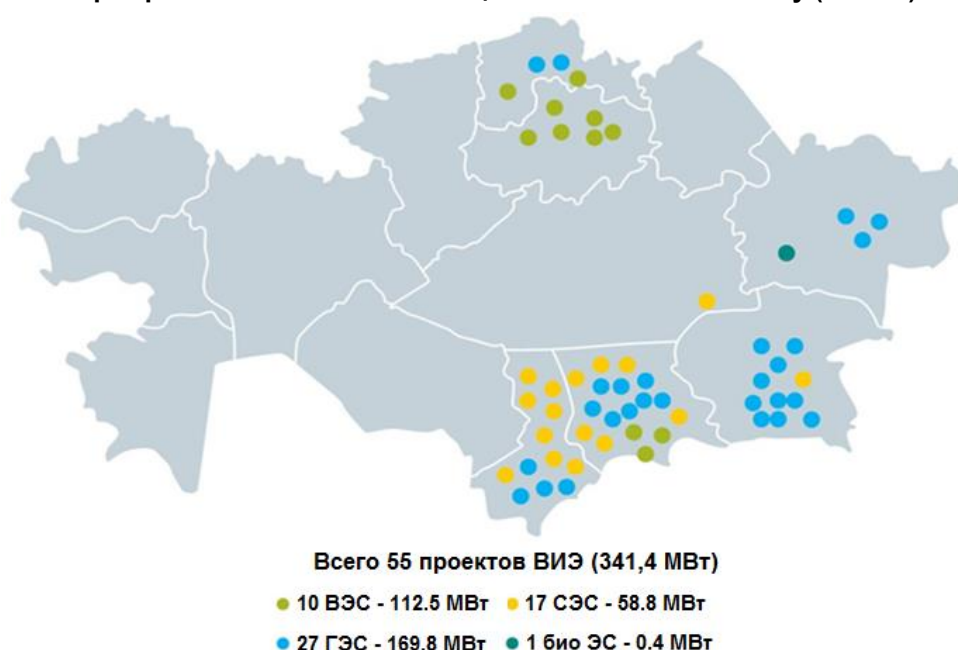 Всего 55 проектов ВИЭ (341,4 МВт)
10 ВЭС - 112.5 МВт 17 СЭС - 58.8 МВт
27 ГЭС - 169.8 МВт 1 био ЭС - 0.4 МВт